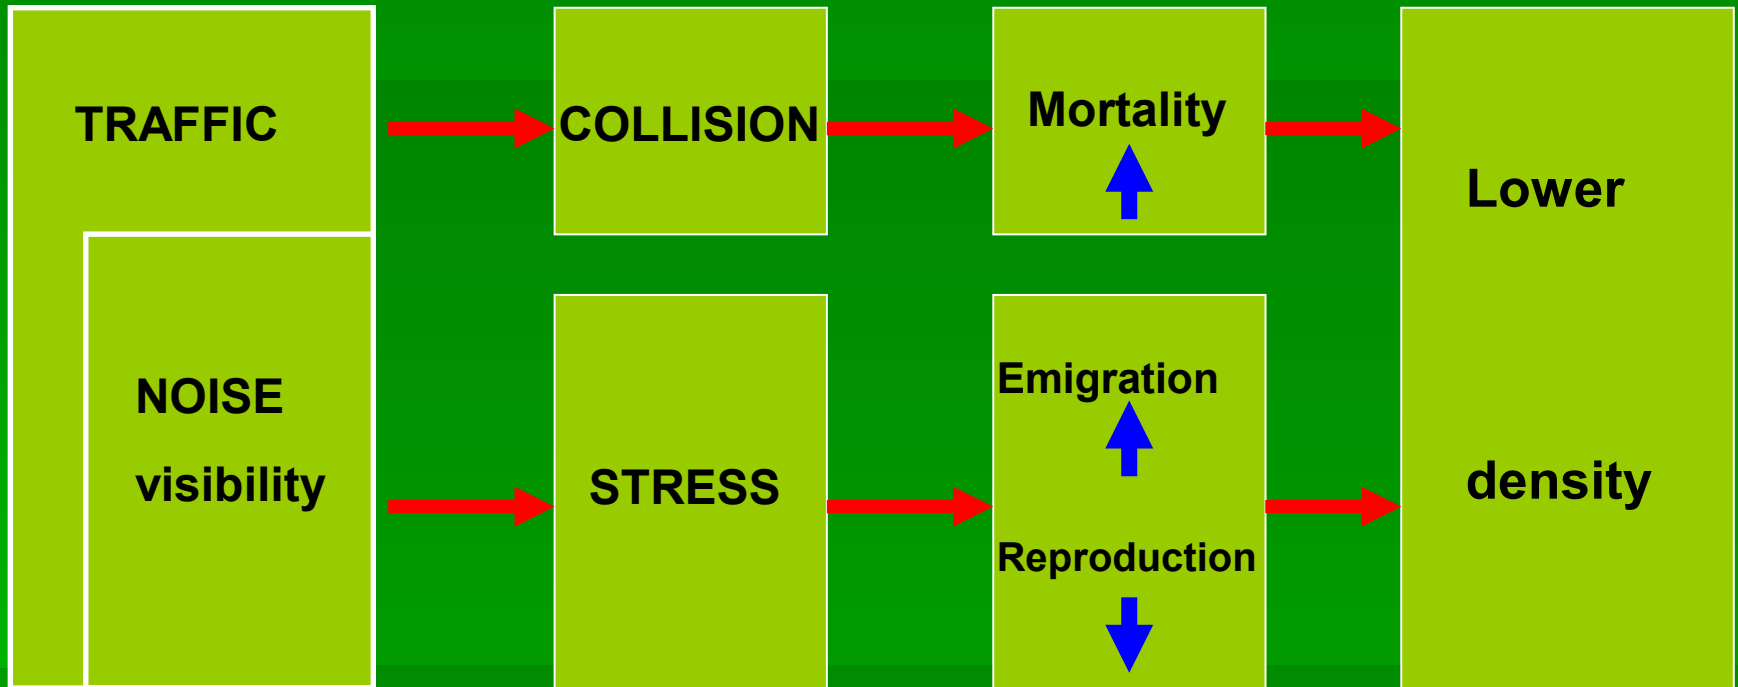 TRAFFIC
COLLISION
Mortality
Lower
NOISE
visibility
STRESS
Emigration
Reproduction
density